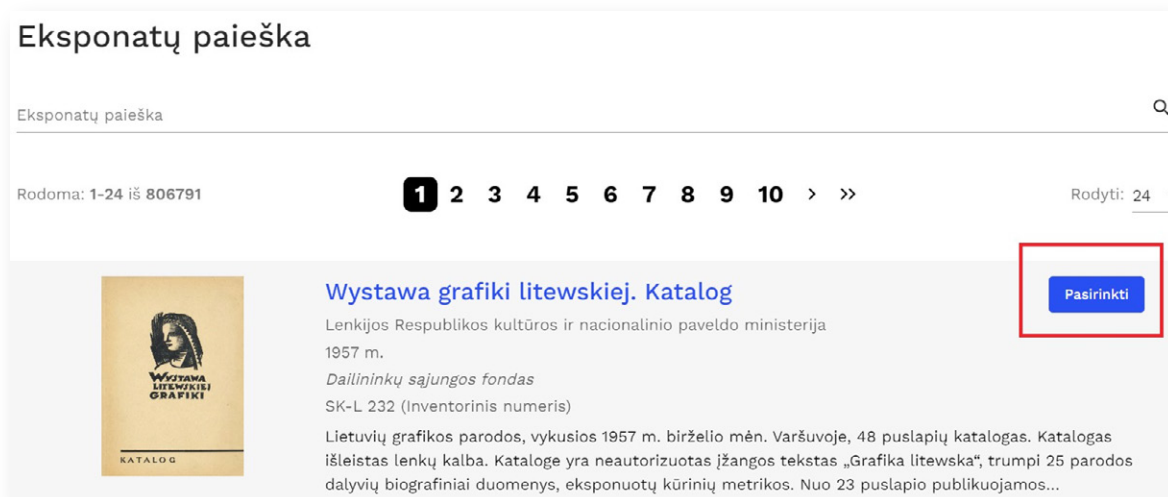 Eksponatų paieška
Eksponatų paieška
Rodoma: 1-24 iš 806791
1 2 3 4 5 6 7 8 9 10 › »
Rodyti: 24
WYSTAWA
LITEWSKIEJ
GRAFIKI
KATALOG
Wystawa grafiki litewskiej. Katalog
Pasirinkti
Lenkijos Respublikos kultūros ir nacionalinio paveldo ministerija
1957 m.
Dailininkų sąjungos fondas
SK-L 232 (Inventorinis numeris)
Lietuvių grafikos parodos, vykusios 1957 m. birželio mėn. Varšuvoje, 48 puslapių katalogas. Katalogas
išleistas lenkų kalba. Kataloge yra neautorizuotas įžangos tekstas „Grafika litewska“, trumpi 25 parodos
dalyvių biografiniai duomenys, eksponuotų kūrinių metrikos. Nuo 23 puslapio publikuojamos...